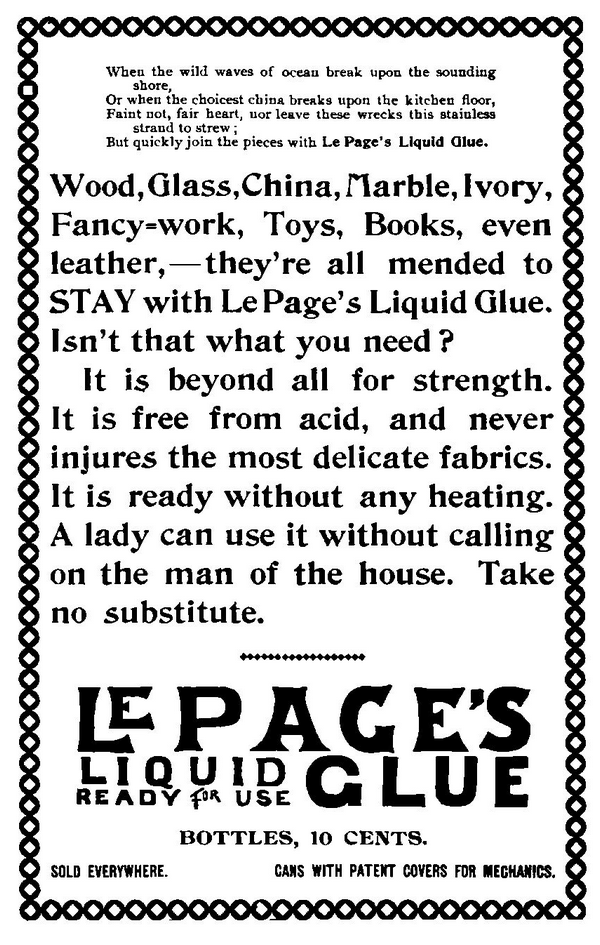 When the wild waves of ocean break upon the sounding
shore,
Or when the choicest china breaks upon the kitchen floor,
Faint not, fair heart, nor leave these wrecks this stainless
strand to strew;
But quickly join the pieces with Le Page's Liquid Glue.
Wood, Glass, China, Marble, Ivory,
Fancy=work, Toys, Books, even
leather,—they're all mended to
STAY with Le Page's Liquid Glue.
Isn't that what you need?
It is beyond all for strength.
It is free from acid, and never
injures the most delicate fabrics.
It is ready without any heating.
A lady can use it without calling
on the man of the house. Take
no substitute.
LE PAGE'S
LIQUID GLUE
READY for USE
BOTTLES, 10 CENTS.
SOLD EVERYWHERE. CANS WITH PATENT COVERS FOR MECHANICS.